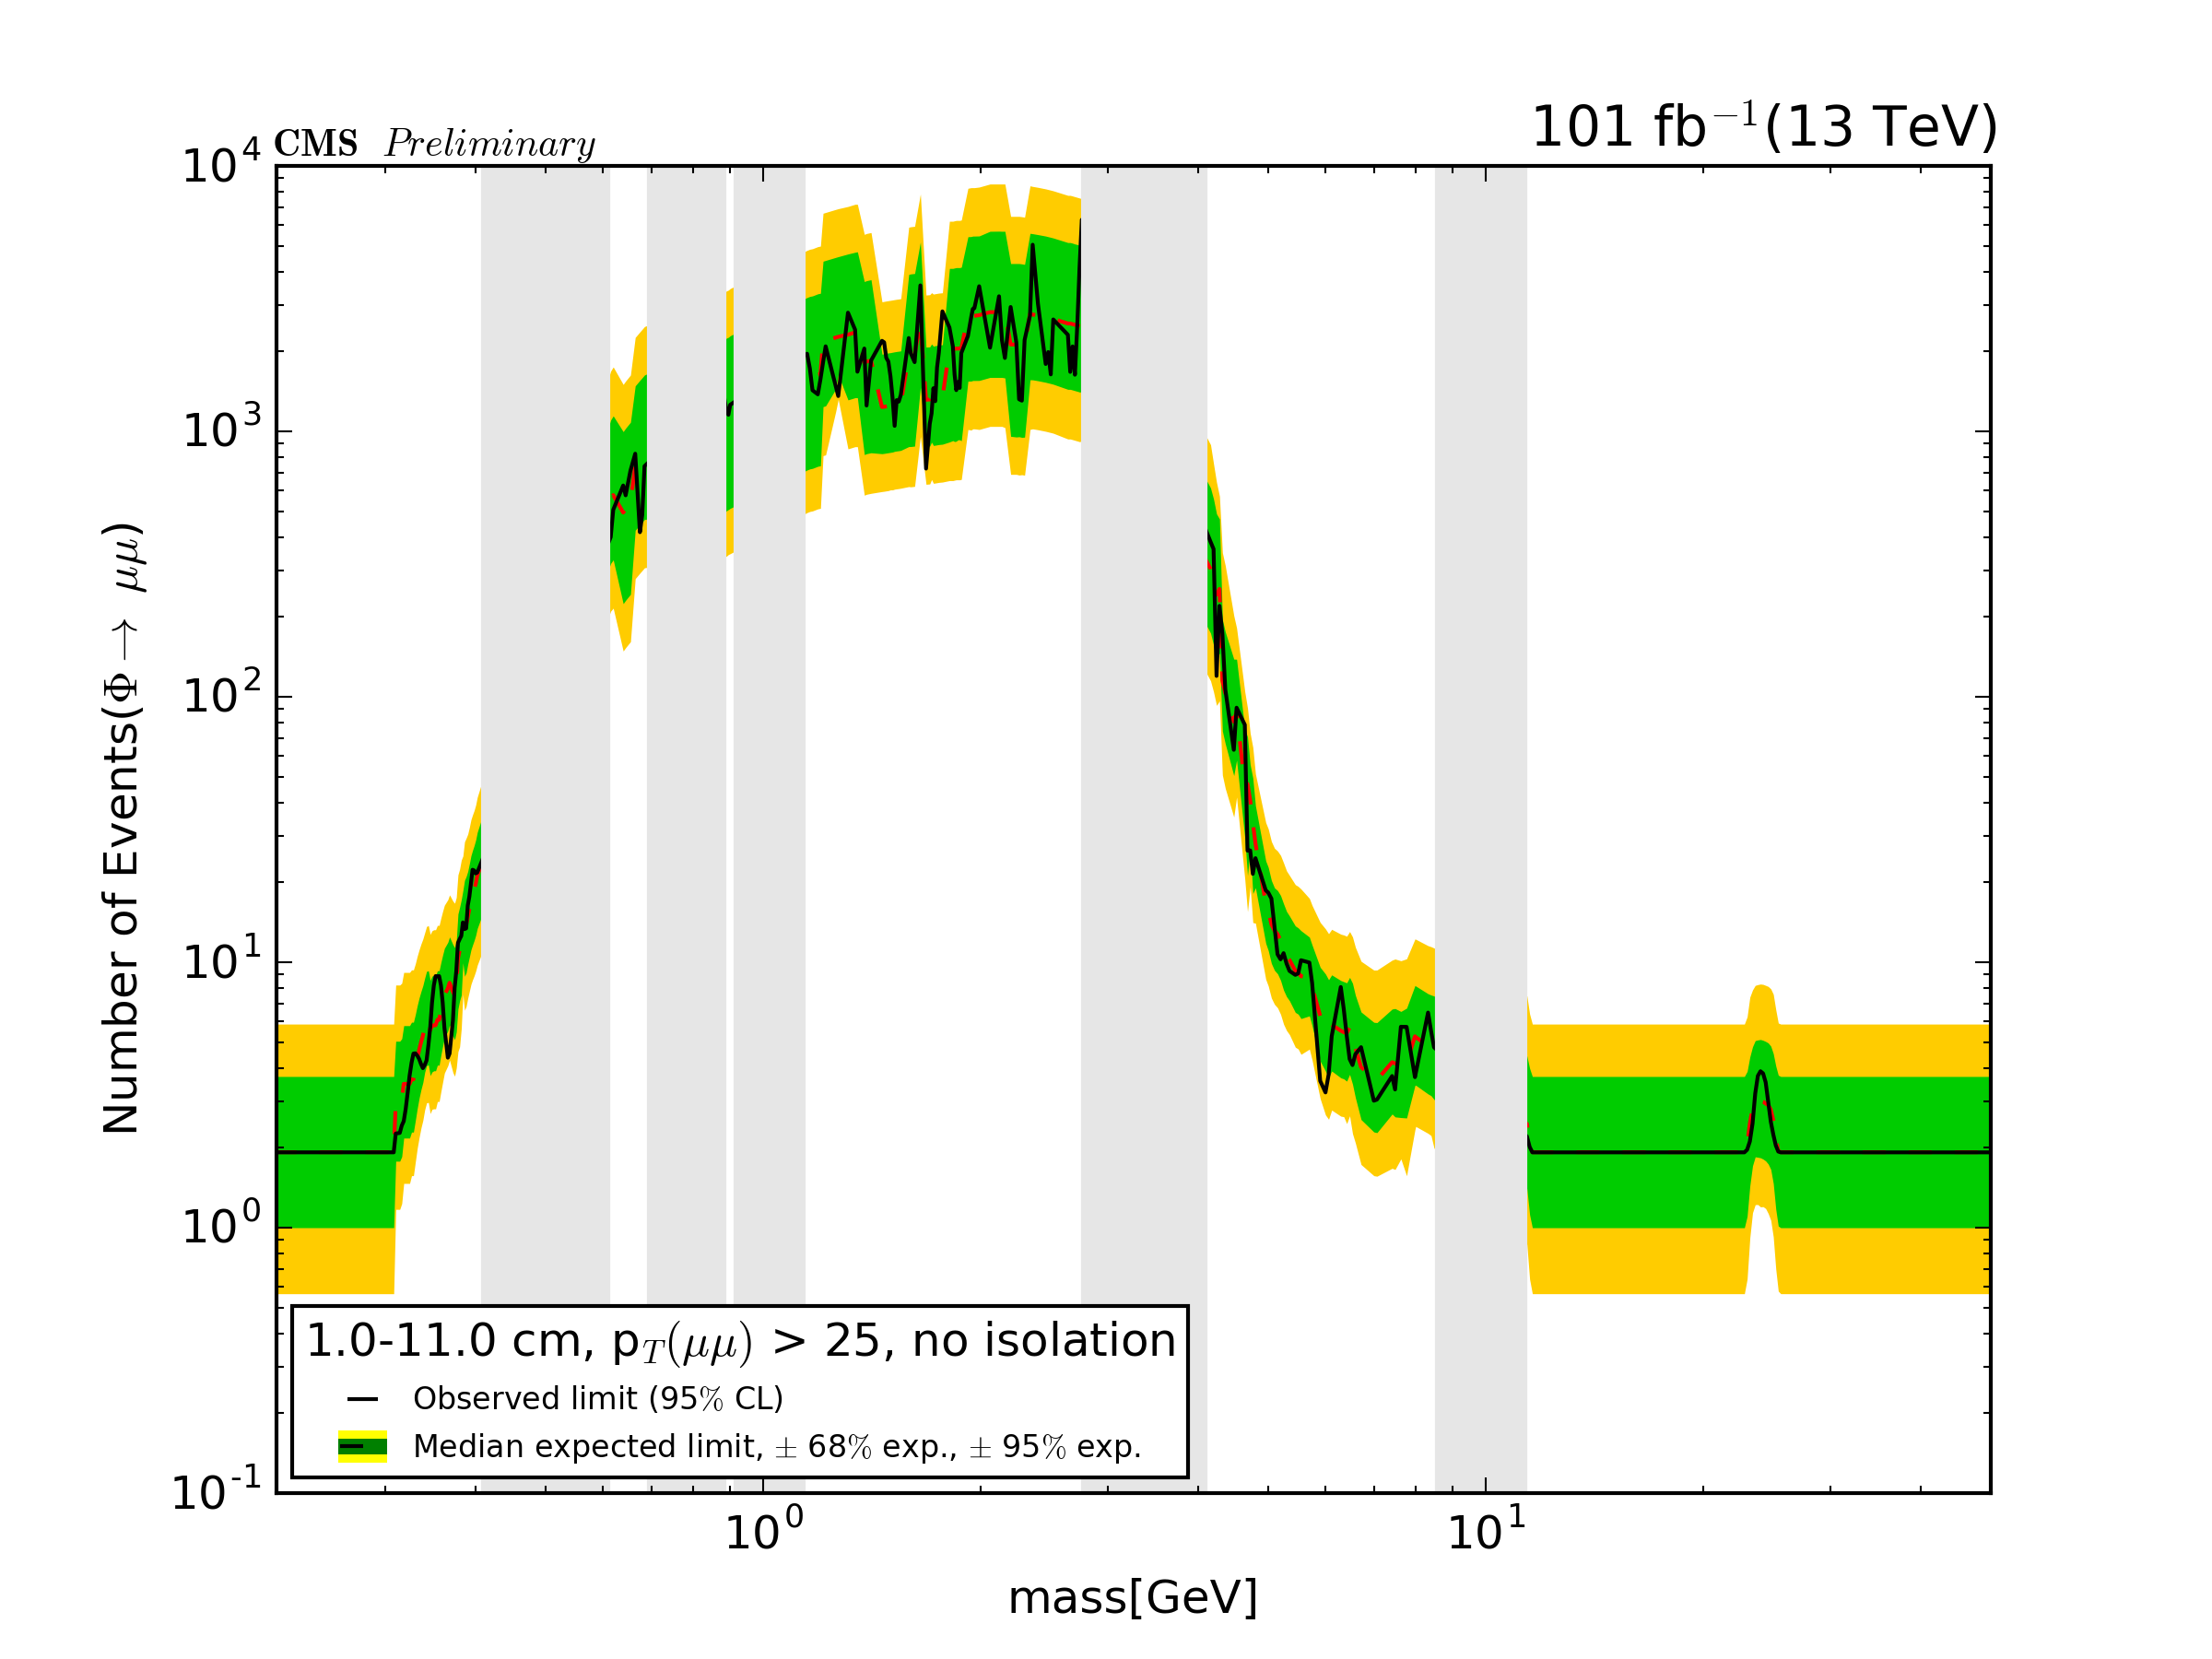 CMS Preliminary
101 fb⁻¹(13 TeV)
Number of Events(Φ → μμ)
10⁴
10³
10²
10¹
10⁰
10⁻¹
1.0-11.0 cm, p_T(μμ) > 25, no isolation
Observed limit (95% CL)
Median expected limit, ± 68% exp., ± 95% exp.
10⁰
10¹
mass[GeV]